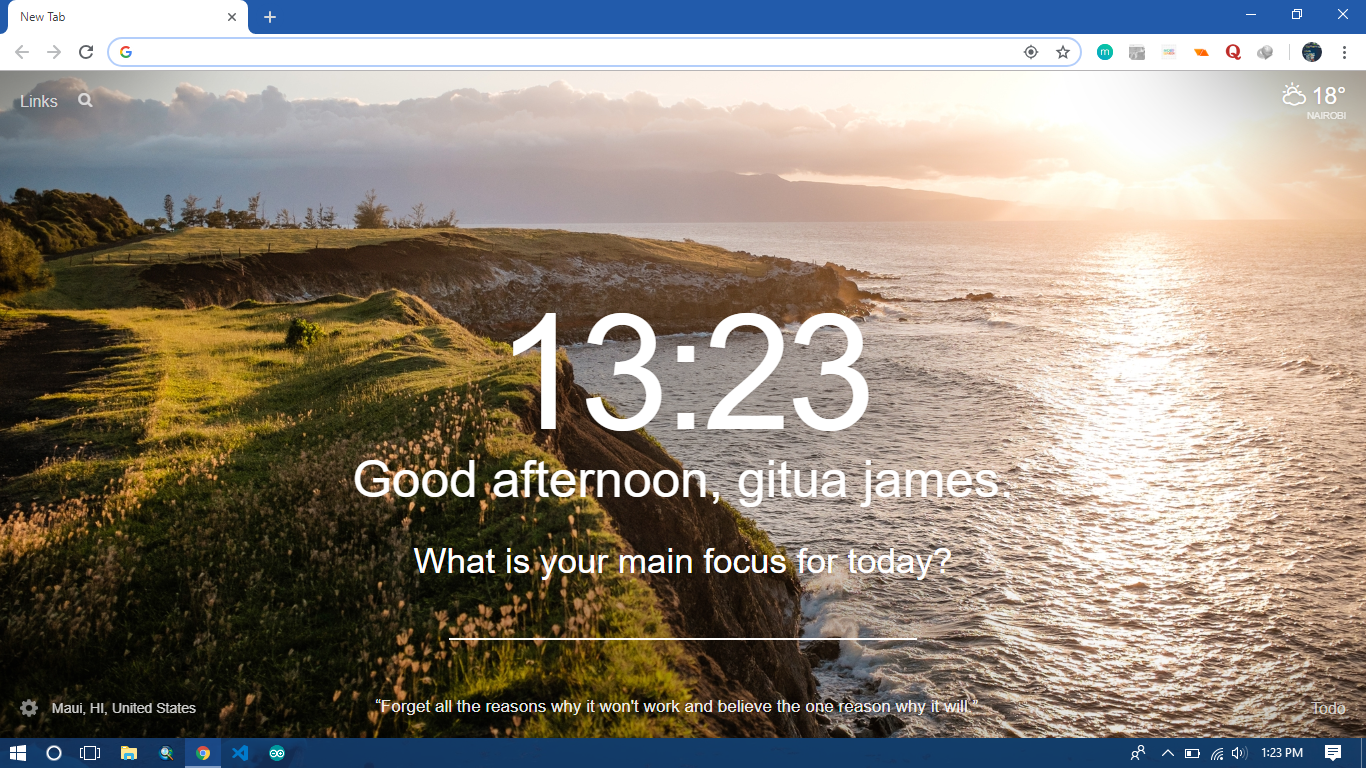 New Tab
Links
18°
NAIROBI
13:23
Good afternoon, gitua james.
What is your main focus for today?
Maui, HI, United States
“Forget all the reasons why it won't work and believe the one reason why it will.”
Todo
1:23 PM